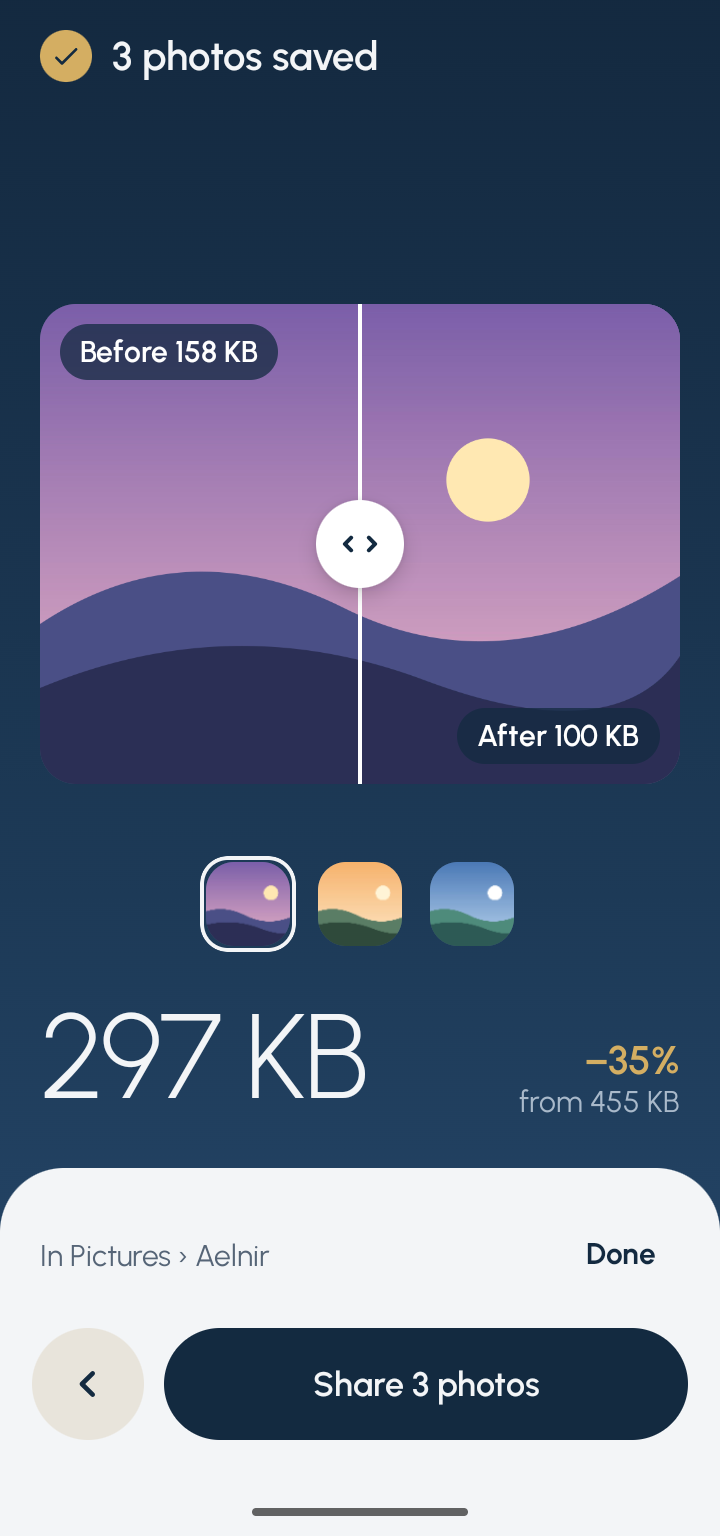 3 photos saved
Before 158 KB
After 100 KB
297 KB
–35%
from 455 KB
In Pictures › Aelnir
Done
Share 3 photos